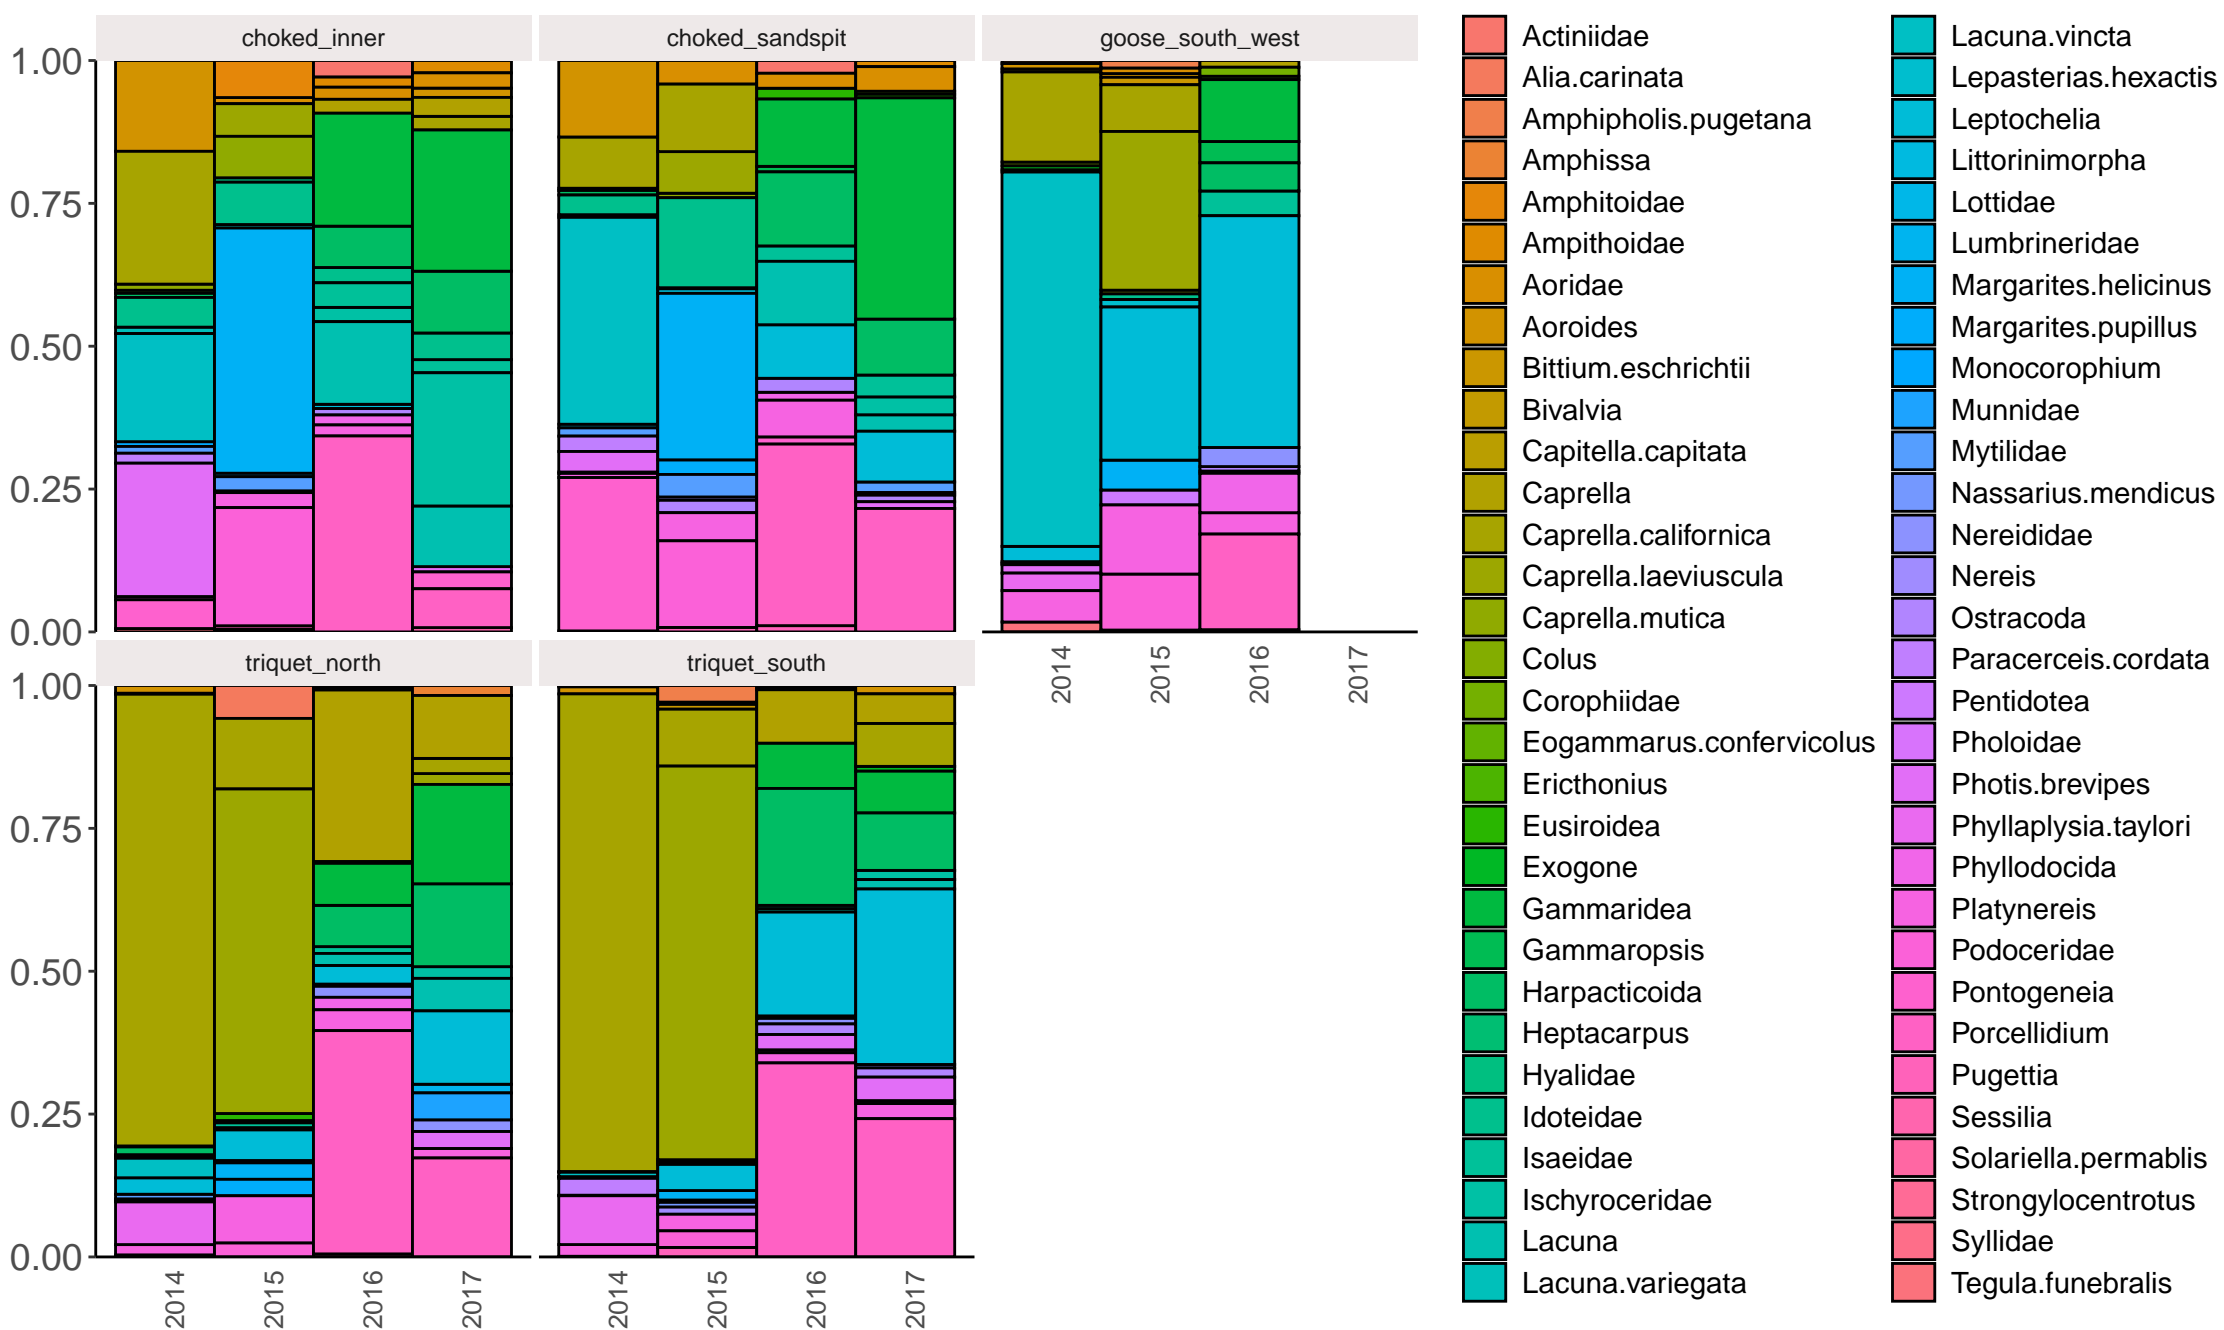 choked_inner
choked_sandspit
goose_south_west
1.00
0.75
0.50
0.25
0.00
2014
2015
2016
2017
triquet_north
triquet_south
1.00
0.75
0.50
0.25
0.00
2014
2015
2016
2017
2014
2015
2016
2017
Actiniidae
Alia.carinata
Amphipholis.pugetana
Amphissa
Amphitoidae
Ampithoidae
Aoridae
Aoroides
Bittium.eschrichtii
Bivalvia
Capitella.capitata
Caprella
Caprella.californica
Caprella.laeviuscula
Caprella.mutica
Colus
Corophiidae
Eogammarus.confervicolus
Ericthonius
Eusiroidea
Exogone
Gammaridea
Gammaropsis
Harpacticoida
Heptacarpus
Hyalidae
Idoteidae
Isaeidae
Ischyroceridae
Lacuna
Lacuna.variegata
Lacuna.vincta
Lepasterias.hexactis
Leptochelia
Littorinimorpha
Lottidae
Lumbrineridae
Margarites.helicinus
Margarites.pupillus
Monocorophium
Munnidae
Mytilidae
Nassarius.mendicus
Nereididae
Nereis
Ostracoda
Paracerceis.cordata
Pentidotea
Pholoidae
Photis.brevipes
Phyllaplysia.taylori
Phyllodocida
Platynereis
Podoceridae
Pontogeneia
Porcellidium
Pugettia
Sessilia
Solariella.permablis
Strongylocentrotus
Syllidae
Tegula.funebralis